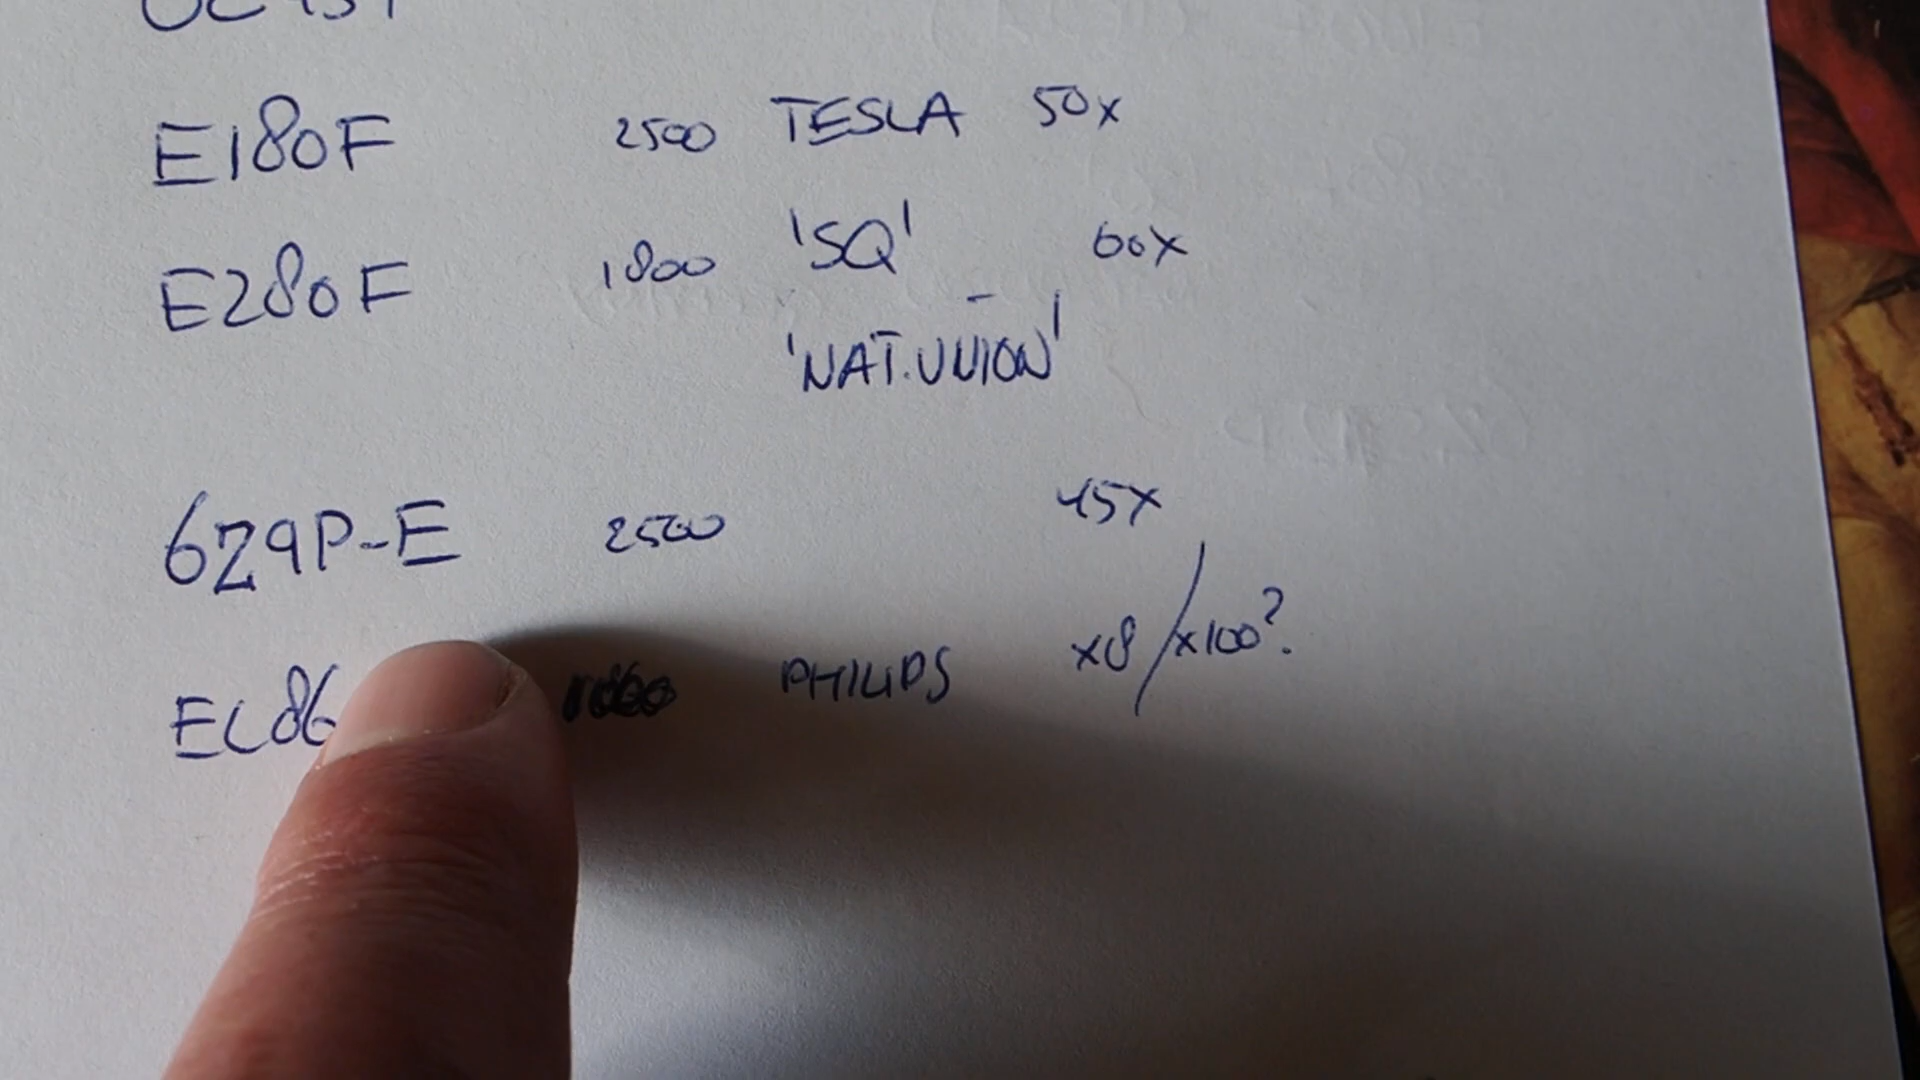 E180F 2500 TESLA 50x
E280F 1800 'SQ' - 60x
'NAT. UNION'
6Z9P-E 2500 45x
EC86 PHILIPS x8/x100?